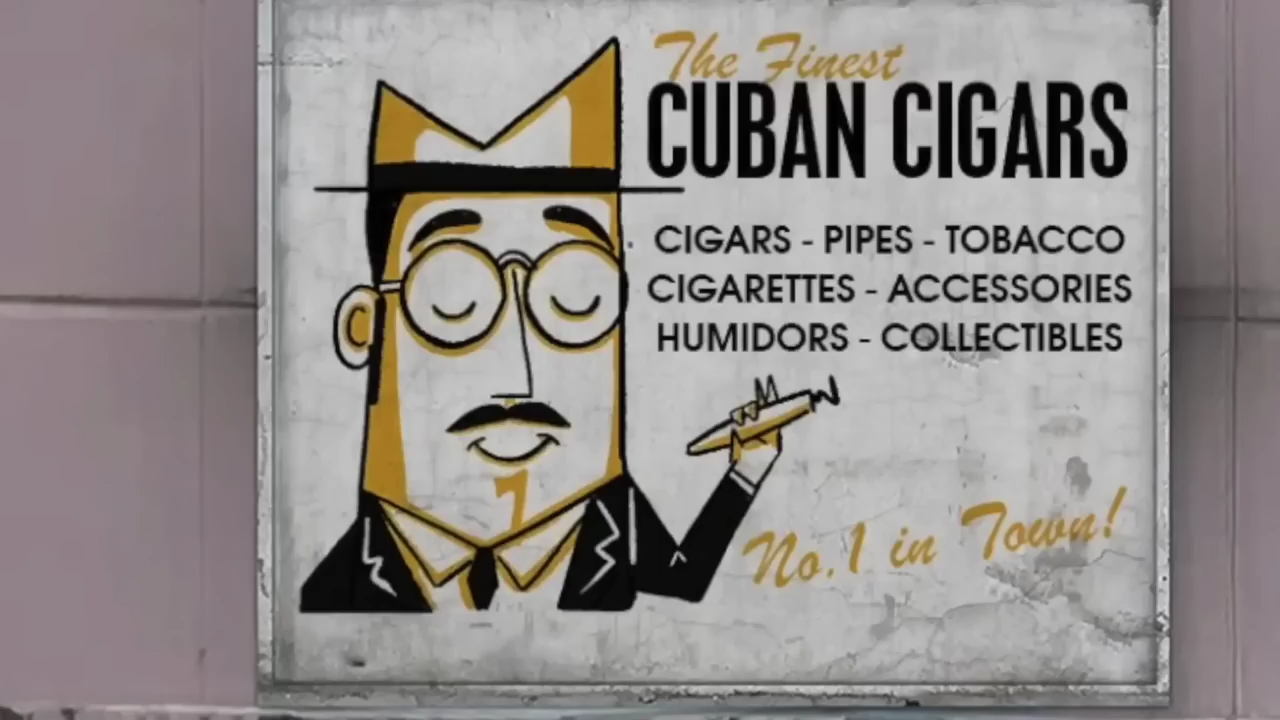 The Finest
CUBAN CIGARS
CIGARS - PIPES - TOBACCO
CIGARETTES - ACCESSORIES
HUMIDORS - COLLECTIBLES
No.1 in Town!